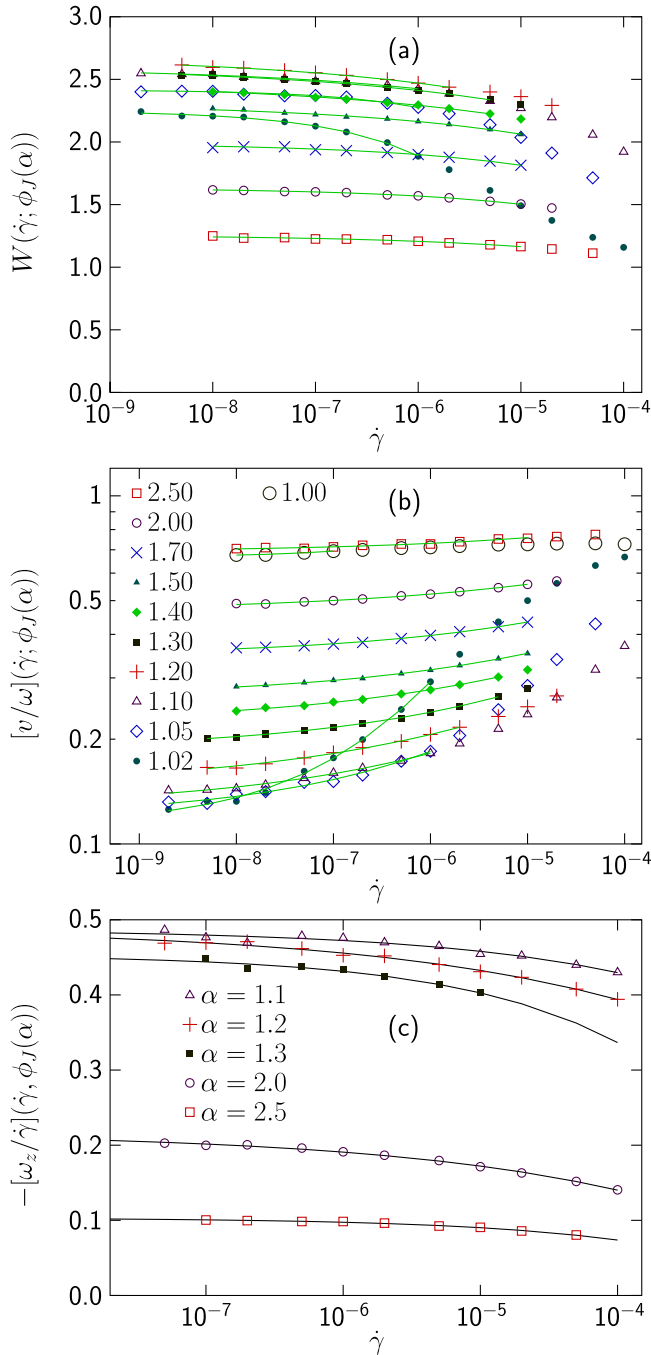 (a)
3.0
2.5
2.0
1.5
1.0
0.5
0.0
W(γ̇; ϕ_J(α))
10⁻⁹ 10⁻⁸ 10⁻⁷ 10⁻⁶ 10⁻⁵ 10⁻⁴
γ̇
(b)
1
0.5
0.2
0.1
[v/ω](γ̇; ϕ_J(α))
2.50 1.00
2.00
1.70
1.50
1.40
1.30
1.20
1.10
1.05
1.02
10⁻⁹ 10⁻⁸ 10⁻⁷ 10⁻⁶ 10⁻⁵ 10⁻⁴
γ̇
0.5
0.4
0.3
0.2
0.1
0.0
−[ω_z/γ̇](γ̇, ϕ_J(α))
α = 1.1
α = 1.2
(c)
α = 1.3
α = 2.0
α = 2.5
10⁻⁷ 10⁻⁶ 10⁻⁵ 10⁻⁴
γ̇